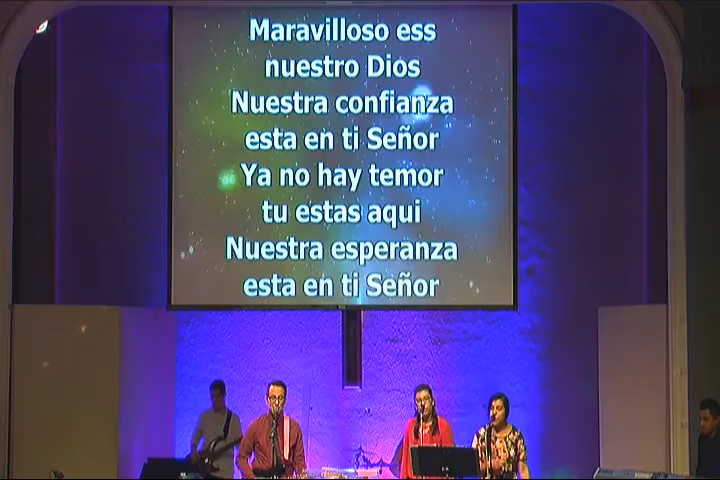 Maravilloso ess
nuestro Dios
Nuestra confianza
esta en ti Señor
Ya no hay temor
tu estas aqui
Nuestra esperanza
esta en ti Señor